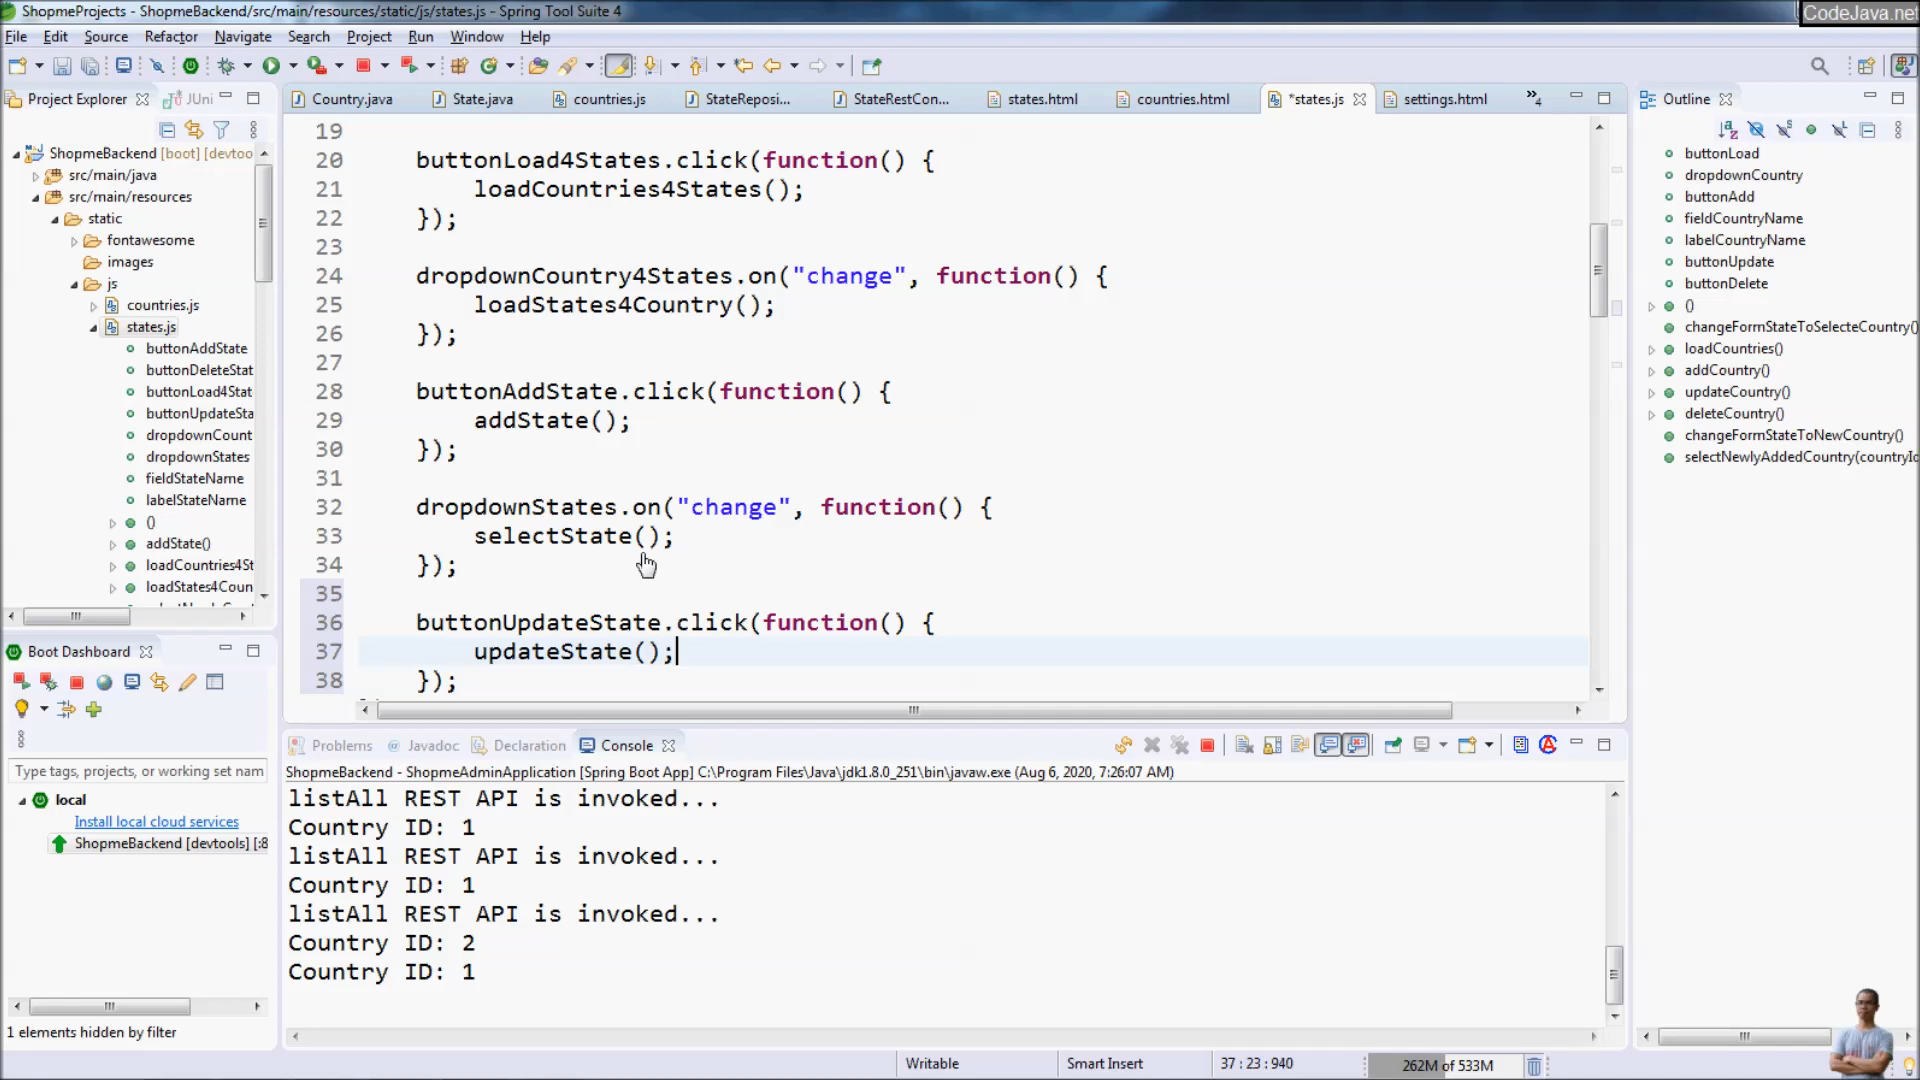 ShopmeProjects - ShopmeBackend/src/main/resources/static/js/states.js - Spring Tool Suite 4
CodeJava.net
File Edit Source Refactor Navigate Search Project Run Window Help
Project Explorer
JUni
Country.java
State.java
countries.js
StateReposi...
StateRestCon...
states.html
countries.html
*states.js
settings.html
»4
Outline
ShopmeBackend [boot] [devtoo
src/main/java
src/main/resources
static
fontawesome
images
js
countries.js
states.js
buttonAddState
buttonDeleteStat
buttonLoad4Stat
buttonUpdateSta
dropdownCount
dropdownStates
fieldStateName
labelStateName
()
addState()
loadCountries4St
loadStates4Coun
19
20 buttonLoad4States.click(function() {
21 loadCountries4States();
22 });
23
24 dropdownCountry4States.on("change", function() {
25 loadStates4Country();
26 });
27
28 buttonAddState.click(function() {
29 addState();
30 });
31
32 dropdownStates.on("change", function() {
33 selectState();
34 });
35
36 buttonUpdateState.click(function() {
37 updateState();
38 });
buttonLoad
dropdownCountry
buttonAdd
fieldCountryName
labelCountryName
buttonUpdate
buttonDelete
()
changeFormStateToSelecteCountry()
loadCountries()
addCountry()
updateCountry()
deleteCountry()
changeFormStateToNewCountry()
selectNewlyAddedCountry(countryId
Boot Dashboard
Type tags, projects, or working set nam
local
Install local cloud services
ShopmeBackend [devtools] [:8
1 elements hidden by filter
Problems
Javadoc
Declaration
Console
ShopmeBackend - ShopmeAdminApplication [Spring Boot App] C:\Program Files\Java\jdk1.8.0_251\bin\javaw.exe (Aug 6, 2020, 7:26:07 AM)
listAll REST API is invoked...
Country ID: 1
listAll REST API is invoked...
Country ID: 1
listAll REST API is invoked...
Country ID: 2
Country ID: 1
Writable
Smart Insert
37 : 23 : 940
262M of 533M